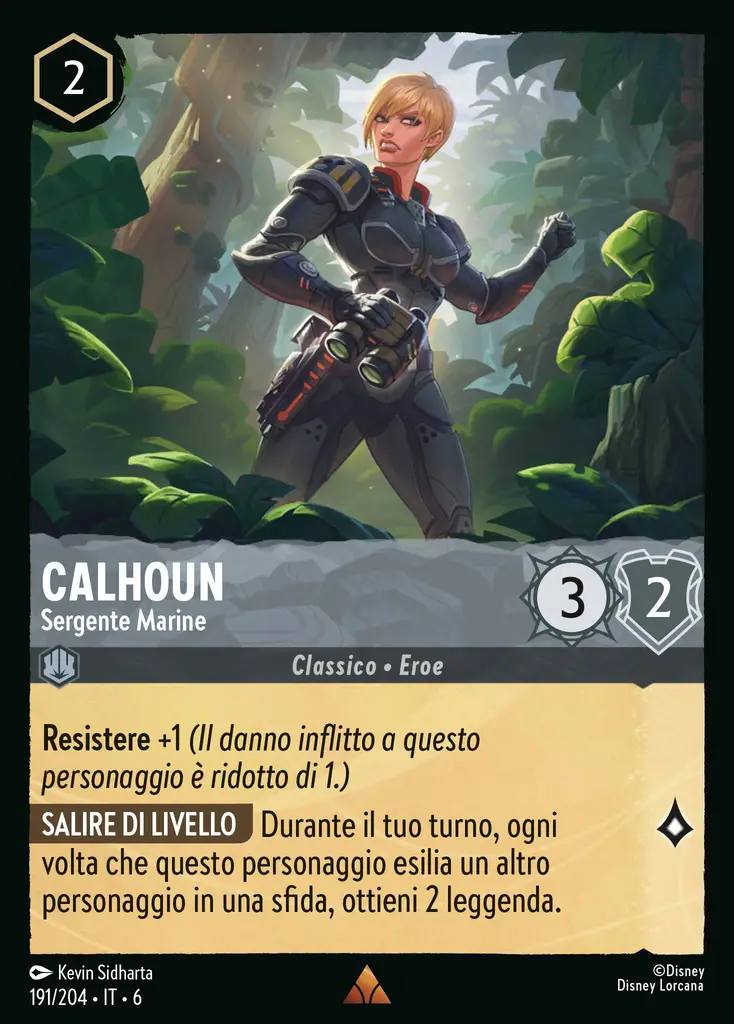 2
CALHOUN
Sergente Marine
3
2
Classico • Eroe
Resistere +1 (Il danno inflitto a questo
personaggio è ridotto di 1.)
SALIRE DI LIVELLO Durante il tuo turno, ogni
volta che questo personaggio esilia un altro
personaggio in una sfida, ottieni 2 leggenda.
Kevin Sidharta
191/204 • IT • 6
©Disney
Disney Lorcana